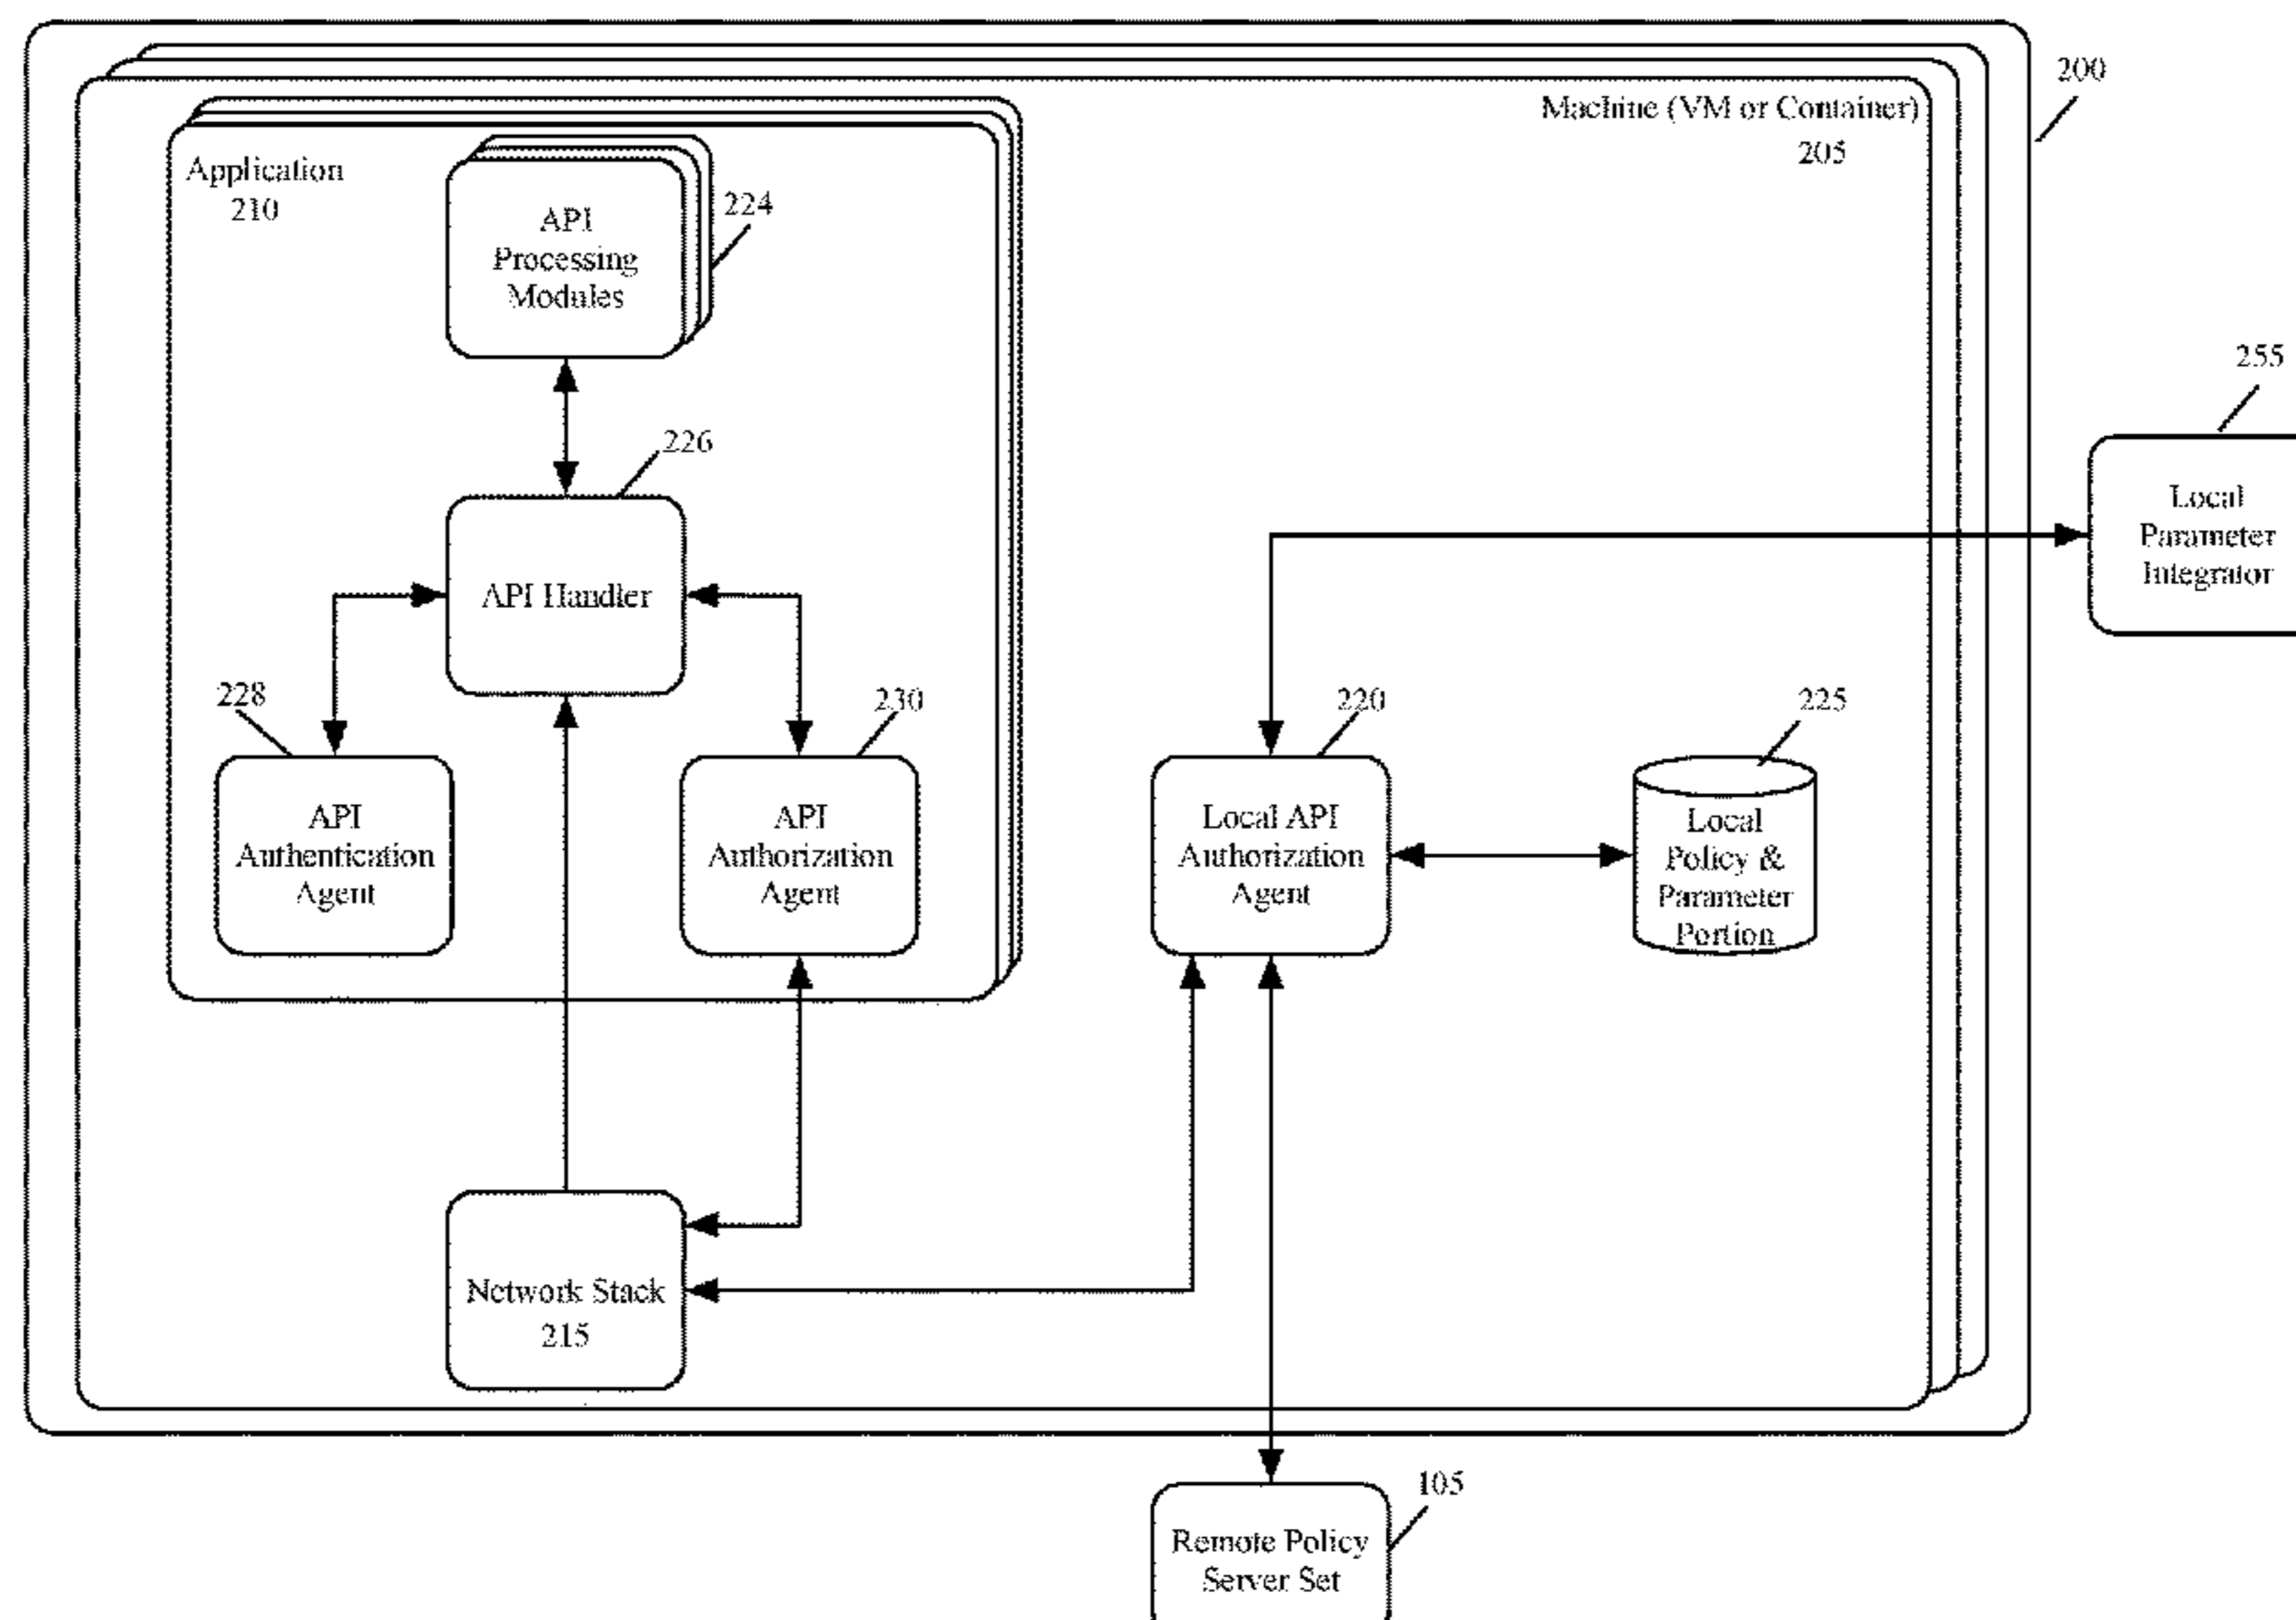 200
Machine (VM or Container)
205
Application
210
224
API
Processing
Modules
255
226
Local
Parameter
Integrator
API Handler
228
230
220
225
API
Authentication
Agent
API
Authorization
Agent
Local API
Authorization
Agent
Local
Policy &
Parameter
Portion
Network Stack
215
105
Remote Policy
Server Set